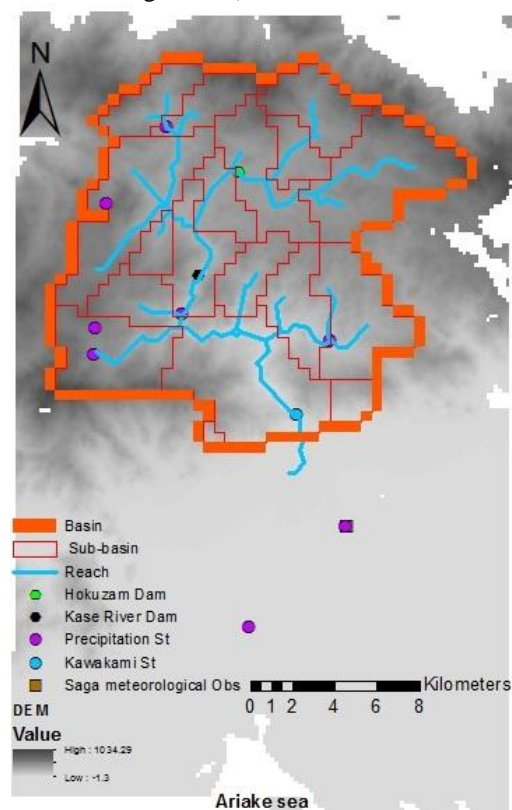 N
Basin
Sub-basin
Reach
Hokuzam Dam
Kase River Dam
Precipitation St
Kawakami St
Saga meteorological Obs
Kilometers
0 1 2 4 6 8
DEM
Value
High : 1034.29
Low : -1.3
Ariake sea